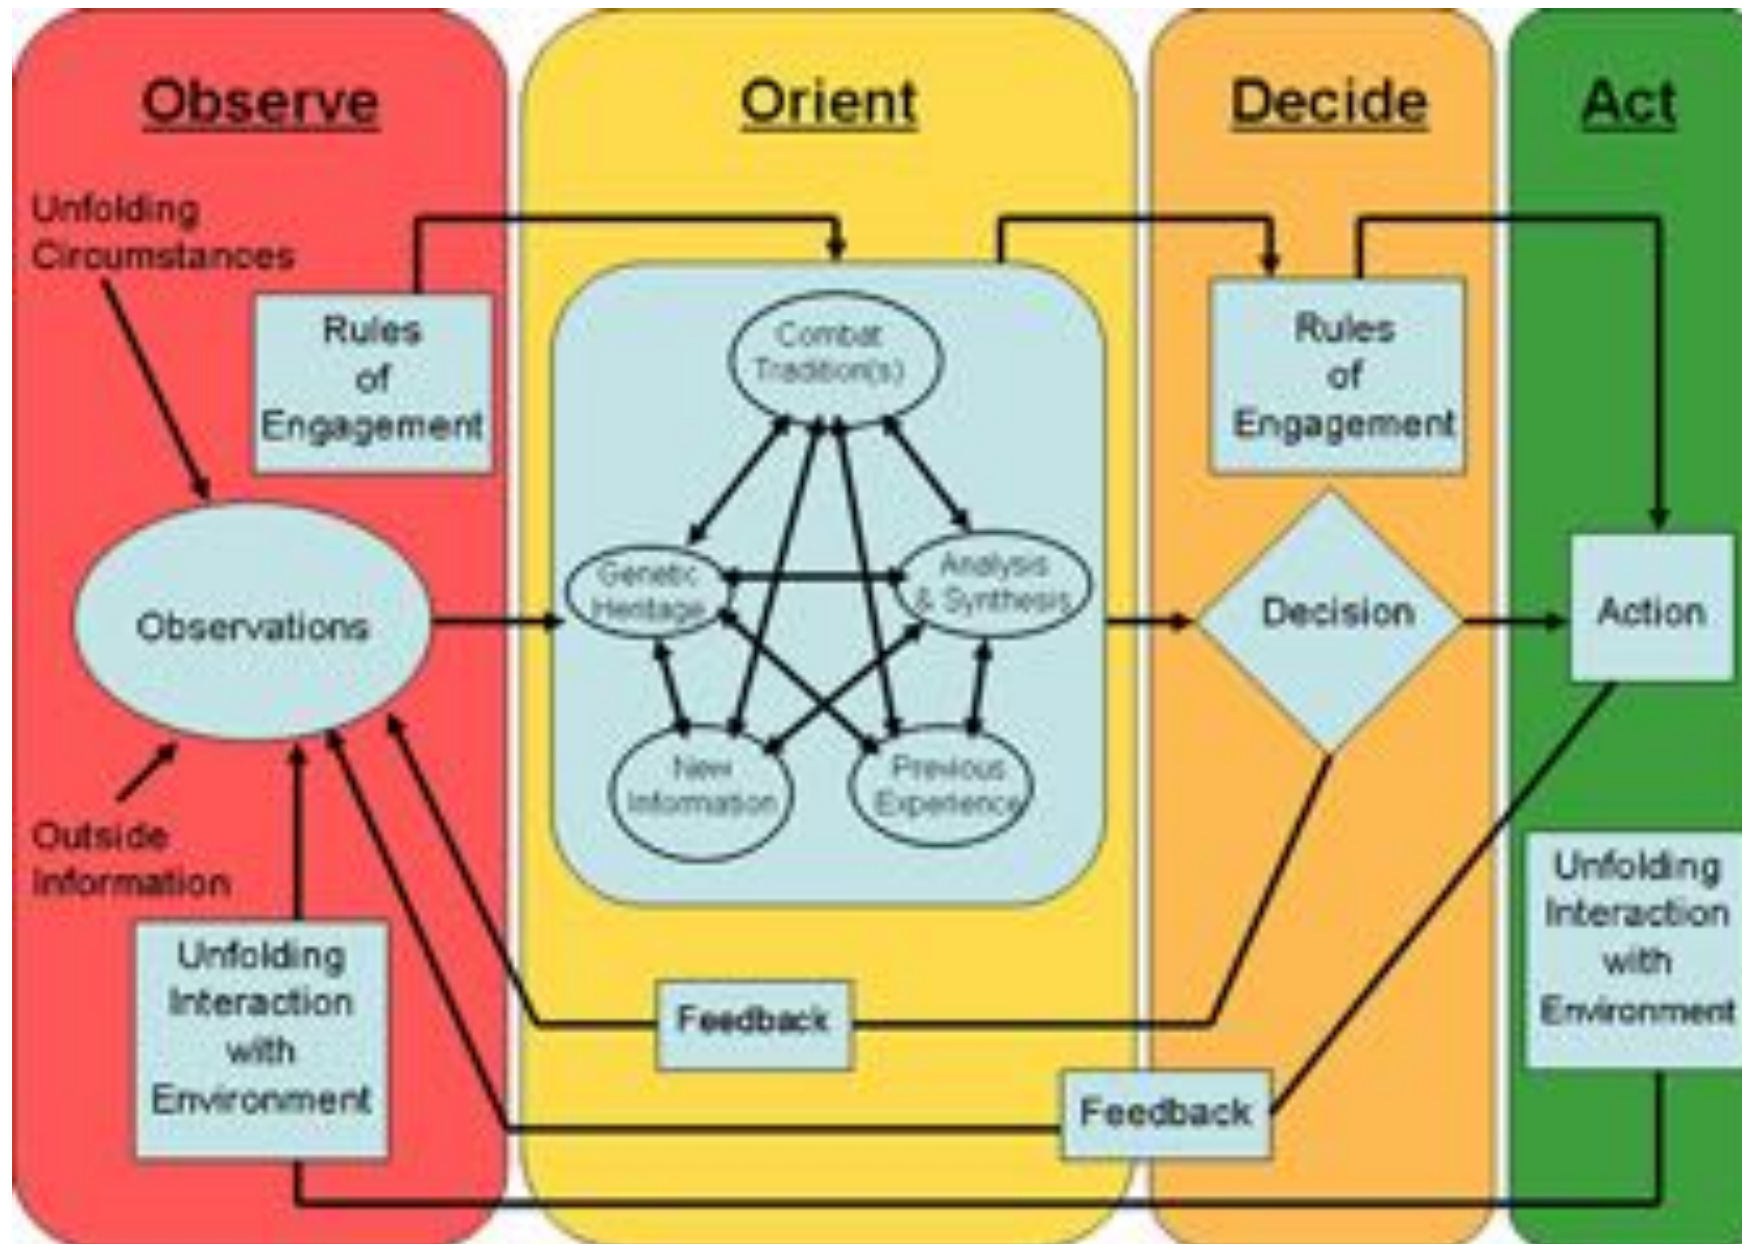 Observe
Orient
Decide
Act
Unfolding
Circumstances
Rules
of
Engagement
Observations
Outside
Information
Unfolding
Interaction
with
Environment
Combat
Tradition(s)
Genetic
Heritage
Analysis
& Synthesis
New
Information
Previous
Experience
Feedback
Rules
of
Engagement
Decision
Feedback
Action
Unfolding
Interaction
with
Environment